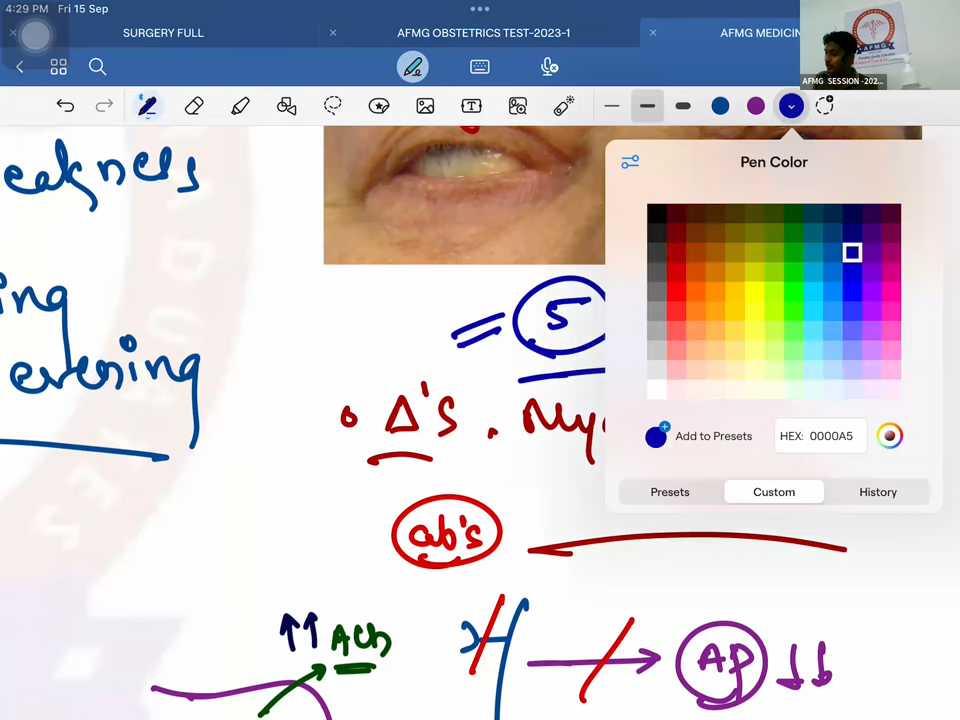 4:29 PM Fri 15 Sep
SURGERY FULL
AFMG OBSTETRICS TEST-2023-1
AFMG MEDICIN
AFMG
AFMG SESSION -202...
eakness
ing
evening
= 5
Δ's . My
ab's
↑↑ ACh
AP ↓↓
Pen Color
Add to Presets
HEX: 0000A5
Presets
Custom
History